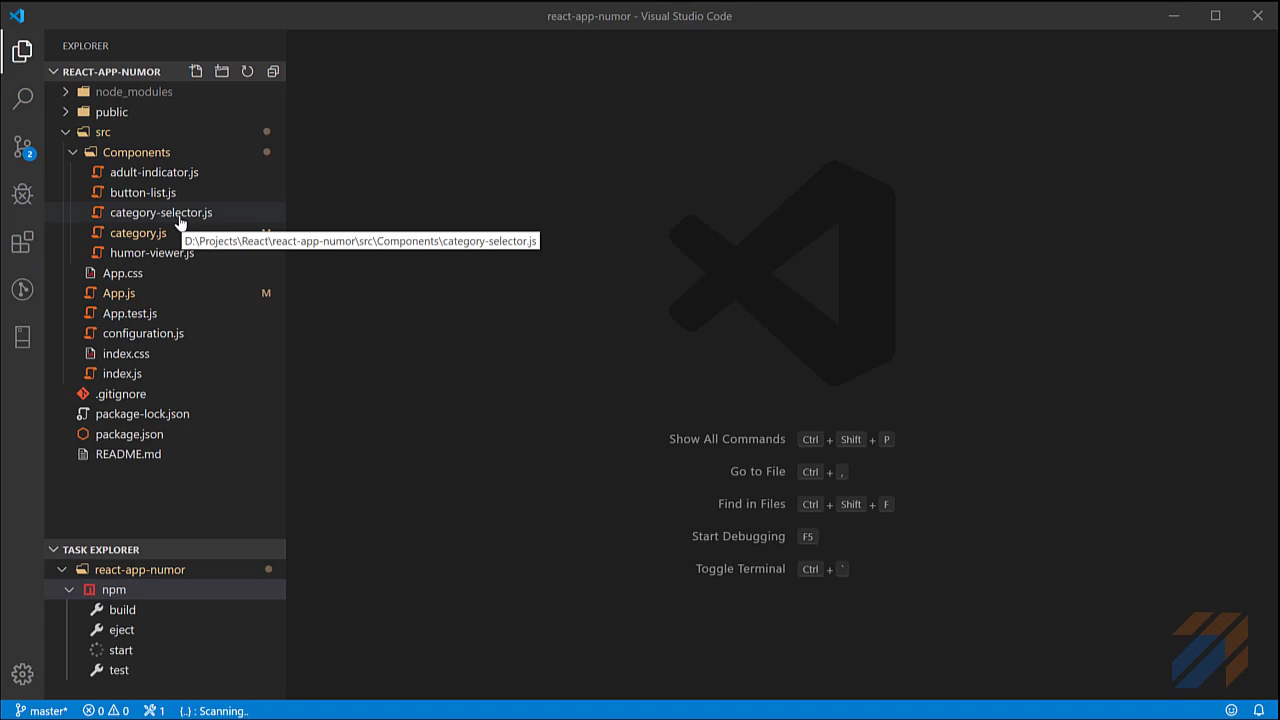 react-app-numor - Visual Studio Code
EXPLORER
REACT-APP-NUMOR
node_modules
public
src
Components
adult-indicator.js
button-list.js
category-selector.js
category.js
D:\Projects\React\react-app-numor\src\Components\category-selector.js
humor-viewer.js
App.css
App.js M
App.test.js
configuration.js
index.css
index.js
.gitignore
package-lock.json
package.json
README.md
TASK EXPLORER
react-app-numor
npm
build
eject
start
test
2
Show All Commands Ctrl + Shift + P
Go to File Ctrl + ,
Find in Files Ctrl + Shift + F
Start Debugging F5
Toggle Terminal Ctrl + `
master* 0 0 1 {..} : Scanning..